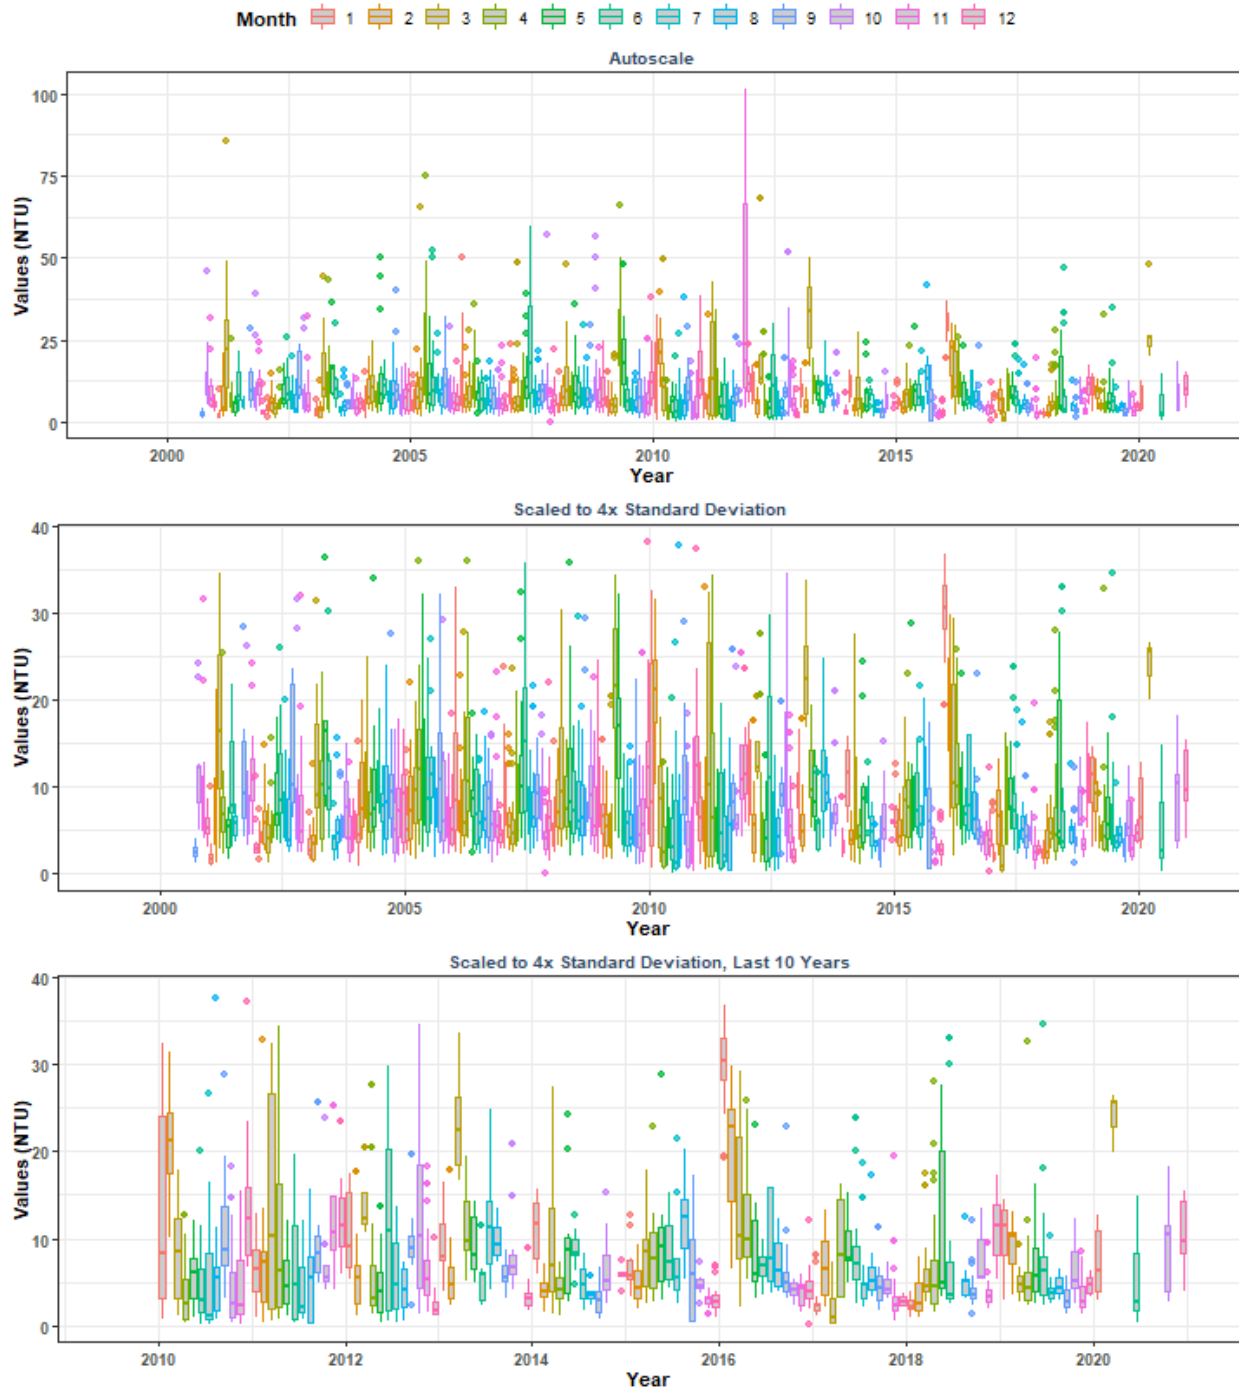 Month 1 2 3 4 5 6 7 8 9 10 11 12
Autoscale
100
75
50
25
0
Values (NTU)
2000 2005 2010 2015 2020
Year
Scaled to 4x Standard Deviation
40
30
20
10
0
Values (NTU)
2000 2005 2010 2015 2020
Year
Scaled to 4x Standard Deviation, Last 10 Years
40
30
20
10
0
Values (NTU)
2010 2012 2014 2016 2018 2020
Year